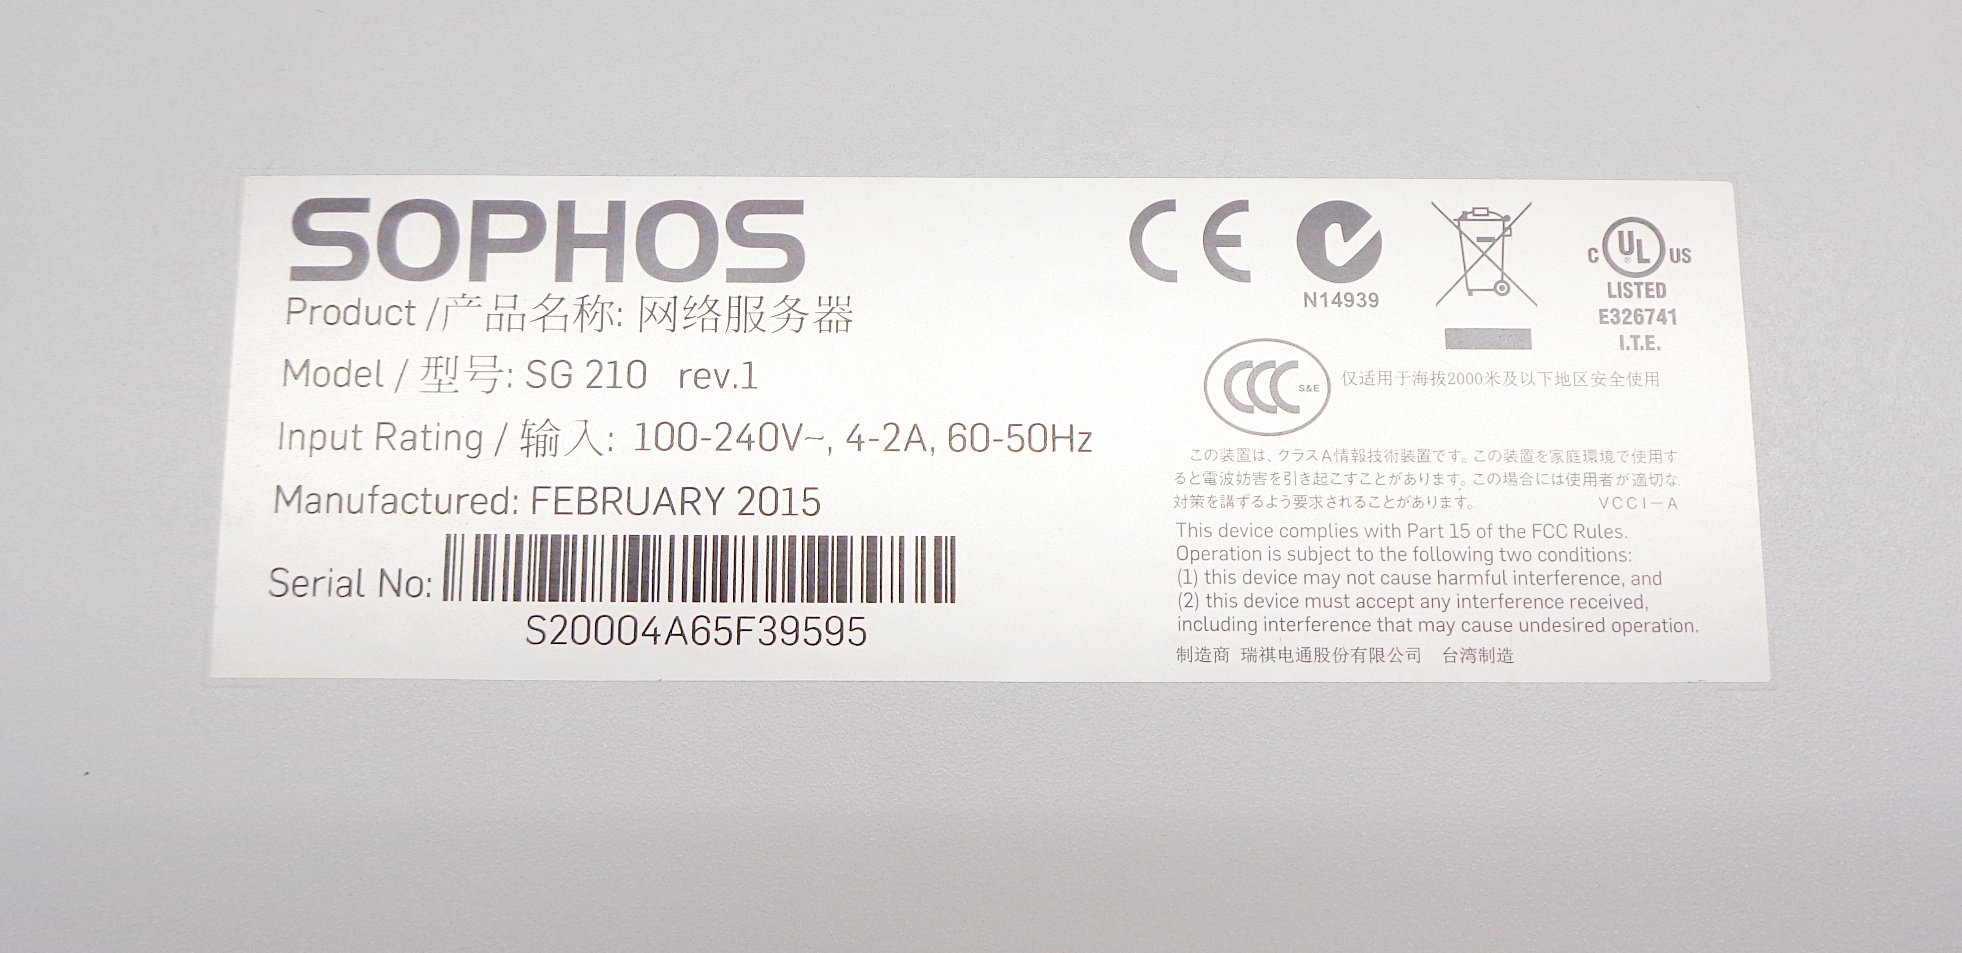 SOPHOS
Product /产品名称: 网络服务器
Model / 型号: SG 210 rev.1
Input Rating / 输入: 100-240V~, 4-2A, 60-50Hz
Manufactured: FEBRUARY 2015
Serial No:
S20004A65F39595
CE
N14939
C UL US
®
LISTED
E326741
I.T.E.
CCC S&E
仅适用于海拔2000米及以下地区安全使用
この装置は、クラスA情報技術装置です。この装置を家庭環境で使用す
ると電波妨害を引き起こすことがあります。この場合には使用者が適切な
対策を講ずるよう要求されることがあります。 VCCI－A
This device complies with Part 15 of the FCC Rules.
Operation is subject to the following two conditions:
(1) this device may not cause harmful interference, and
(2) this device must accept any interference received,
including interference that may cause undesired operation.
制造商 瑞祺电通股份有限公司 台湾制造